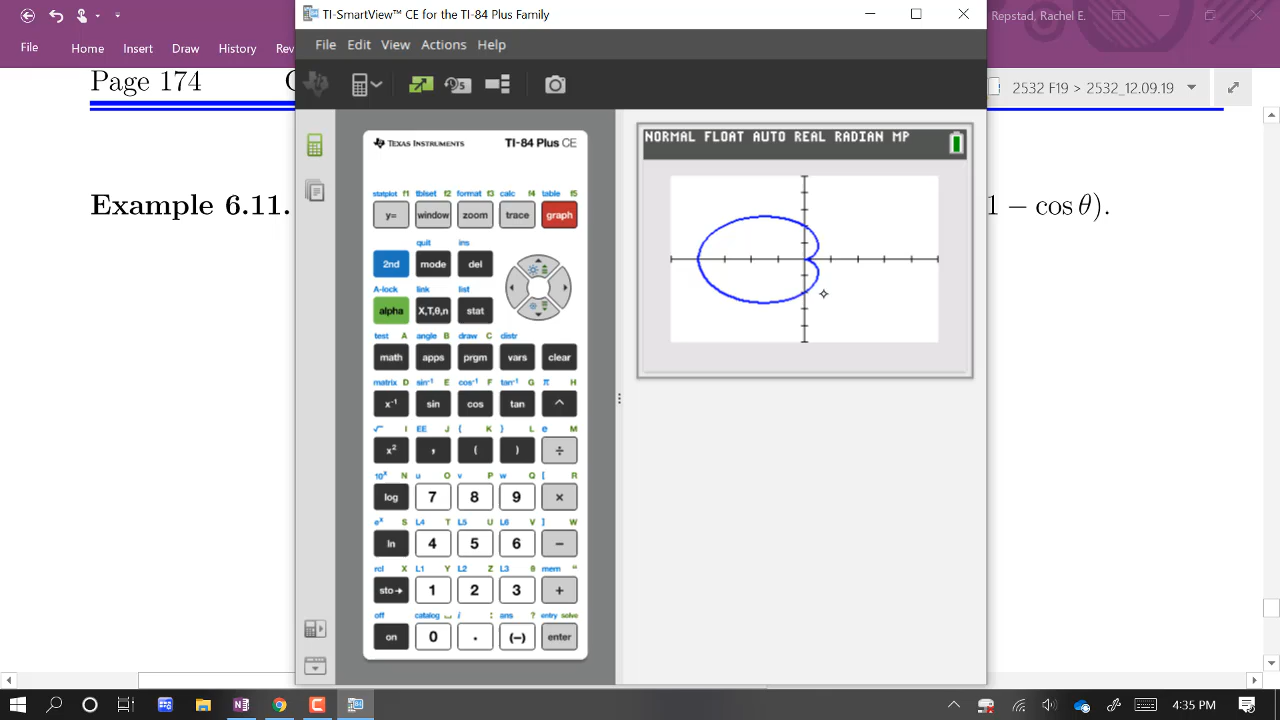 TI-SmartView™ CE for the TI-84 Plus Family
Repstad, Rachel E.
File Edit View Actions Help
File Home Insert Draw History Rev
Page 174
2532 F19 > 2532_12.09.19
Example 6.11.
1 − cos θ).
TEXAS INSTRUMENTS TI-84 Plus CE
NORMAL FLOAT AUTO REAL RADIAN MP
statplot f1 tblset f2 format f3 calc f4 table f5
y= window zoom trace graph
quit ins
2nd mode del
A-lock link list
alpha X,T,θ,n stat
test A angle B draw C distr
math apps prgm vars clear
matrix D sin⁻¹ E cos⁻¹ F tan⁻¹ G π H
x⁻¹ sin cos tan ^
√ I EE J { K } L e M
x² , ( ) ÷
10ˣ N u O v P w Q [ R
log 7 8 9 ×
eˣ S L4 T L5 U L6 V ] W
ln 4 5 6 −
rcl X L1 Y L2 Z L3 θ mem "
sto→ 1 2 3 +
off catalog i : ans ? entry solve
on 0 . (−) enter
4:35 PM